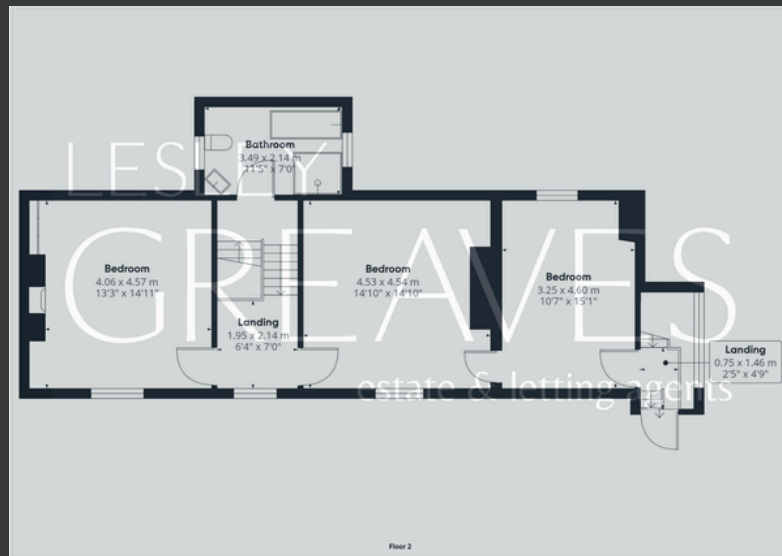 Bathroom
3.49 x 2.14 m
11'5" x 7'0"
LESLEY
GREAVES
estate & letting agents
Bedroom
4.06 x 4.57 m
13'3" x 14'11"
Bedroom
4.53 x 4.54 m
14'10" x 14'10"
Bedroom
3.25 x 4.60 m
10'7" x 15'1"
Landing
1.95 x 2.14 m
6'4" x 7'0"
Landing
0.75 x 1.46 m
2'5" x 4'9"
Floor 2